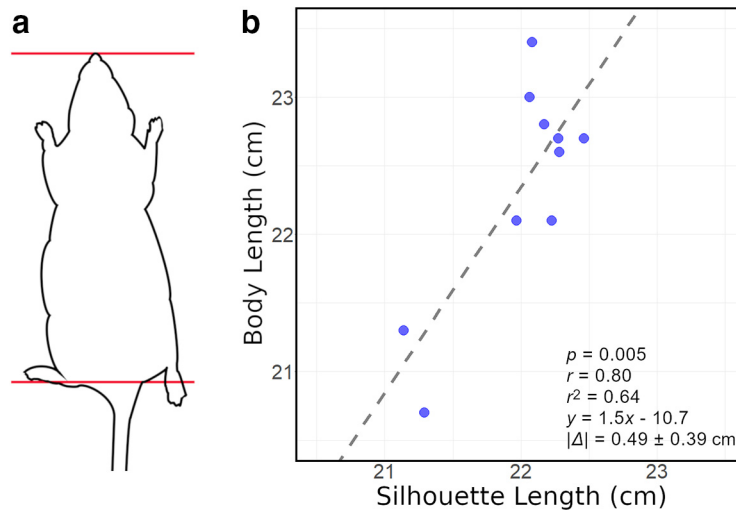 a
b
Body Length (cm)
23
22
21
p = 0.005
r = 0.80
r² = 0.64
y = 1.5x - 10.7
|Δ| = 0.49 ± 0.39 cm
21
22
23
Silhouette Length (cm)